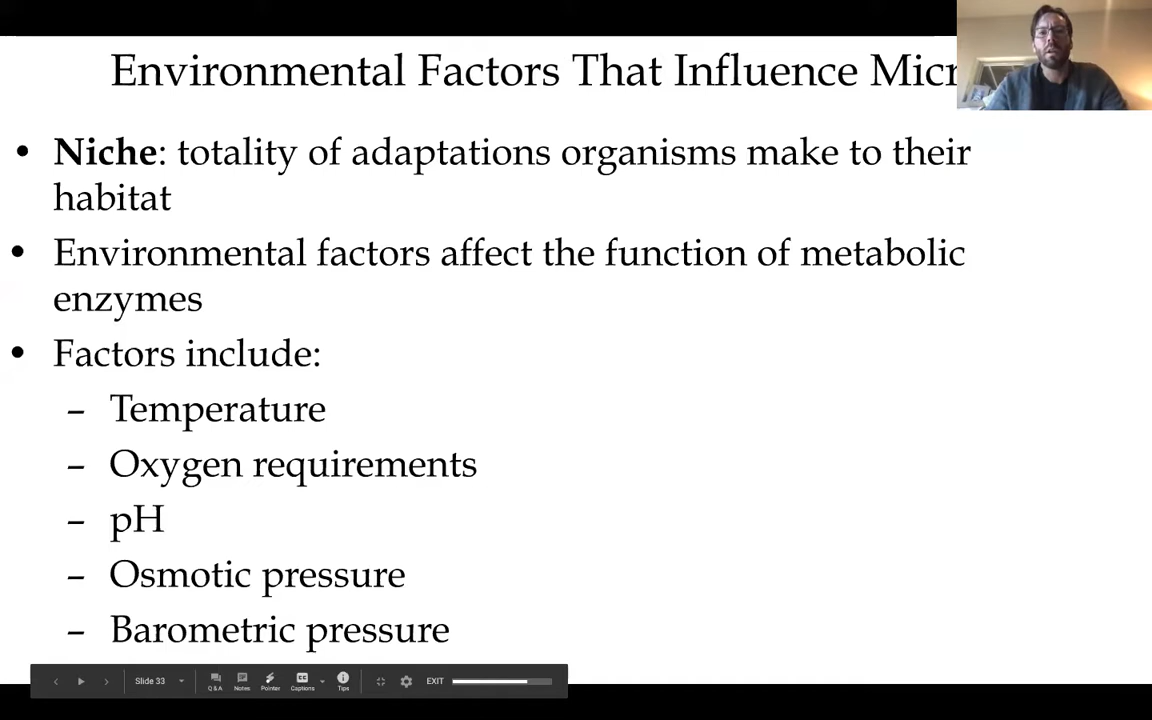 Environmental Factors That Influence Micr
• Niche: totality of adaptations organisms make to their
habitat
• Environmental factors affect the function of metabolic
enzymes
• Factors include:
– Temperature
– Oxygen requirements
– pH
– Osmotic pressure
– Barometric pressure
Slide 33
Q & A
Notes
Pointer
Captions
Tips
EXIT